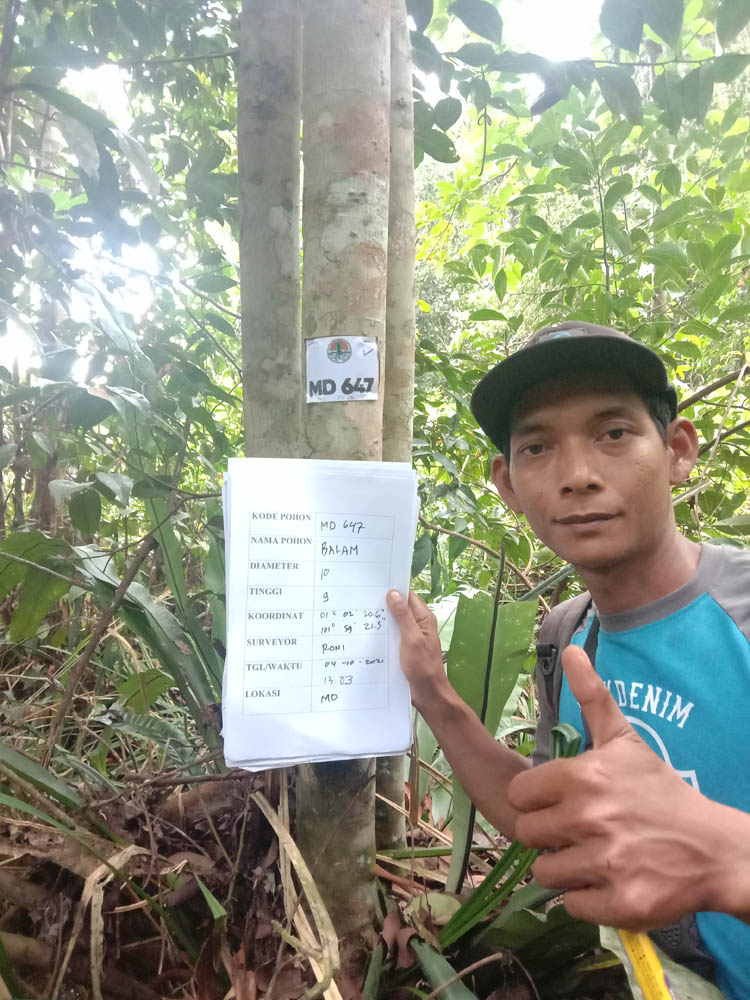 MD 647
KODE POHON MD 647
NAMA POHON BALAM
DIAMETER 10
TINGGI 9
KOORDINAT 01° 02' 20.6"
101° 59' 21.3"
SURVEYOR RONI
TGL/WAKTU 04-10-2021
13.03
LOKASI MD
DENIM